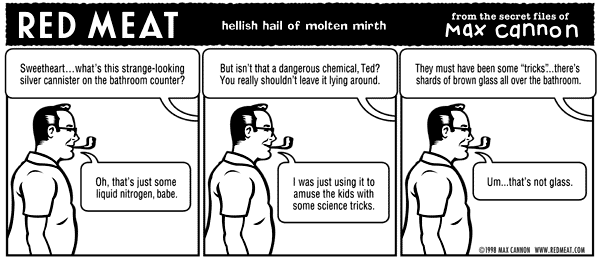 RED MEAT
hellish hail of molten mirth
from the secret files of
max cannon
Sweetheart...what's this strange-looking
silver cannister on the bathroom counter?
Oh, that's just some
liquid nitrogen, babe.
But isn't that a dangerous chemical, Ted?
You really shouldn't leave it lying around.
I was just using it to
amuse the kids with
some science tricks.
They must have been some "tricks"...there's
shards of brown glass all over the bathroom.
Um...that's not glass.
©1998 MAX CANNON WWW.REDMEAT.COM